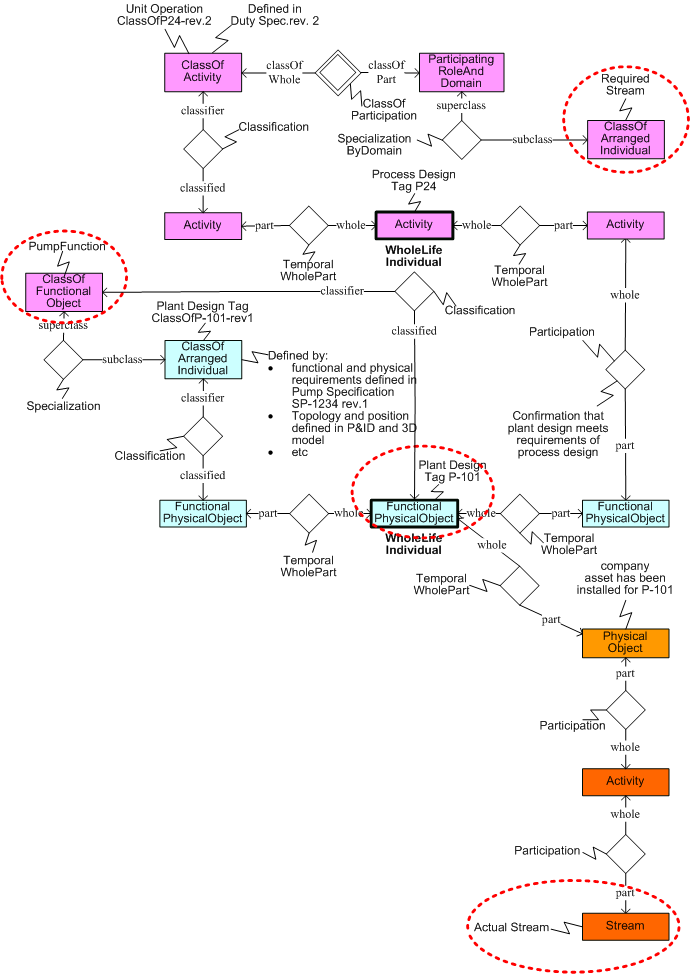 Unit Operation
ClassOfP24-rev.2
Defined in
Duty Spec.rev. 2
ClassOf
Activity
classOf
Whole
classOf
Part
Participating
RoleAnd
Domain
ClassOf
Participation
Required
Stream
classifier
Classification
superclass
Specialization
ByDomain
subclass
ClassOf
Arranged
Individual
classified
Process Design
Tag P24
Activity
part
whole
Activity
whole
part
Activity
Temporal
WholePart
WholeLife
Individual
Temporal
WholePart
PumpFunction
ClassOf
Functional
Object
classifier
Classification
whole
superclass
Plant Design Tag
ClassOfP-101-rev1
classified
Participation
subclass
ClassOf
Arranged
Individual
Defined by:
• functional and physical
requirements defined in
Pump Specification
SP-1234 rev.1
• Topology and position
defined in P&ID and 3D
model
• etc
Specialization
classifier
Confirmation that
plant design meets
requirements of
process design
part
Classification
classified
Plant Design
Tag P-101
Functional
PhysicalObject
part
whole
Functional
PhysicalObject
whole
part
Functional
PhysicalObject
WholeLife
Individual
Temporal
WholePart
whole
Temporal
WholePart
Temporal
WholePart
company
asset has been
installed for P-101
part
Physical
Object
part
Participation
whole
Activity
whole
Participation
part
Actual Stream
Stream